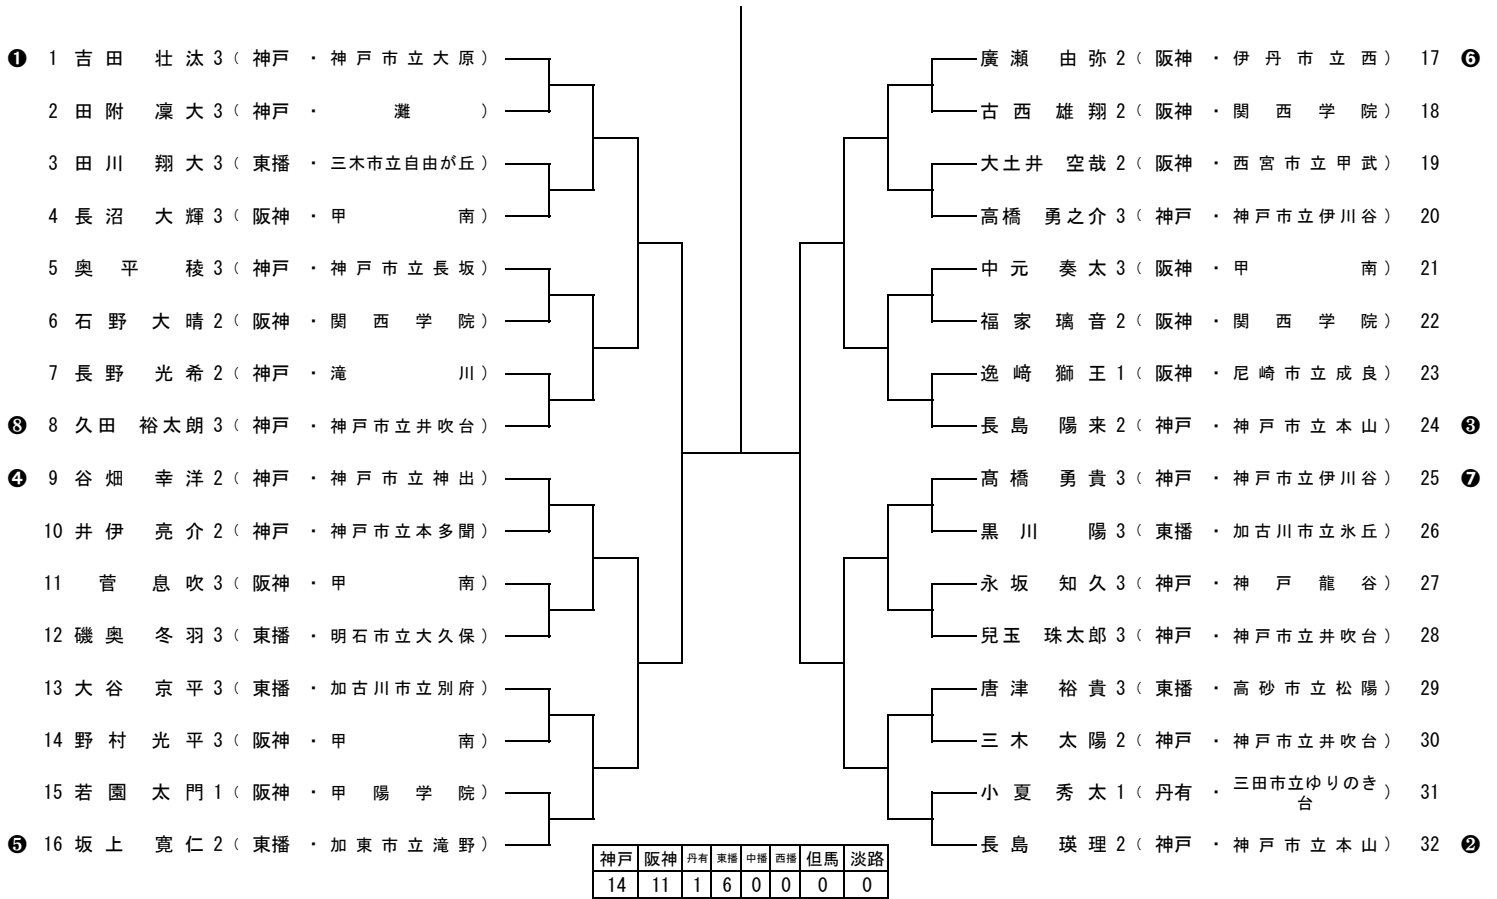 ❶ 1 吉田 壮汰 3 ( 神戸 ・ 神戸市立大原 )
2 田附 凜大 3 ( 神戸 ・ 灘 )
3 田川 翔大 3 ( 東播 ・ 三木市立自由が丘 )
4 長沼 大輝 3 ( 阪神 ・ 甲南 )
5 奥平 稜 3 ( 神戸 ・ 神戸市立長坂 )
6 石野 大晴 2 ( 阪神 ・ 関西学院 )
7 長野 光希 2 ( 神戸 ・ 滝川 )
❽ 8 久田 裕太朗 3 ( 神戸 ・ 神戸市立井吹台 )
❹ 9 谷畑 幸洋 2 ( 神戸 ・ 神戸市立神出 )
10 井伊 亮介 2 ( 神戸 ・ 神戸市立本多聞 )
11 菅 息吹 3 ( 阪神 ・ 甲南 )
12 磯奥 冬羽 3 ( 東播 ・ 明石市立大久保 )
13 大谷 京平 3 ( 東播 ・ 加古川市立別府 )
14 野村 光平 3 ( 阪神 ・ 甲南 )
15 若園 太門 1 ( 阪神 ・ 甲陽学院 )
❺ 16 坂上 寛仁 2 ( 東播 ・ 加東市立滝野 )
廣瀬 由弥 2 ( 阪神 ・ 伊丹市立西 ) 17 ❻
古西 雄翔 2 ( 阪神 ・ 関西学院 ) 18
大土井 空哉 2 ( 阪神 ・ 西宮市立甲武 ) 19
高橋 勇之介 3 ( 神戸 ・ 神戸市立伊川谷 ) 20
中元 奏太 3 ( 阪神 ・ 甲南 ) 21
福家 璃音 2 ( 阪神 ・ 関西学院 ) 22
逸﨑 獅王 1 ( 阪神 ・ 尼崎市立成良 ) 23
長島 陽来 2 ( 神戸 ・ 神戸市立本山 ) 24 ❸
髙橋 勇貴 3 ( 神戸 ・ 神戸市立伊川谷 ) 25 ❼
黒川 陽 3 ( 東播 ・ 加古川市立氷丘 ) 26
永坂 知久 3 ( 神戸 ・ 神戸龍谷 ) 27
兒玉 珠太郎 3 ( 神戸 ・ 神戸市立井吹台 ) 28
唐津 裕貴 3 ( 東播 ・ 高砂市立松陽 ) 29
三木 太陽 2 ( 神戸 ・ 神戸市立井吹台 ) 30
小夏 秀太 1 ( 丹有 ・ 三田市立ゆりのき
台 ) 31
長島 瑛理 2 ( 神戸 ・ 神戸市立本山 ) 32 ❷
神戸 阪神 丹有 東播 中播 西播 但馬 淡路
14 11 1 6 0 0 0 0